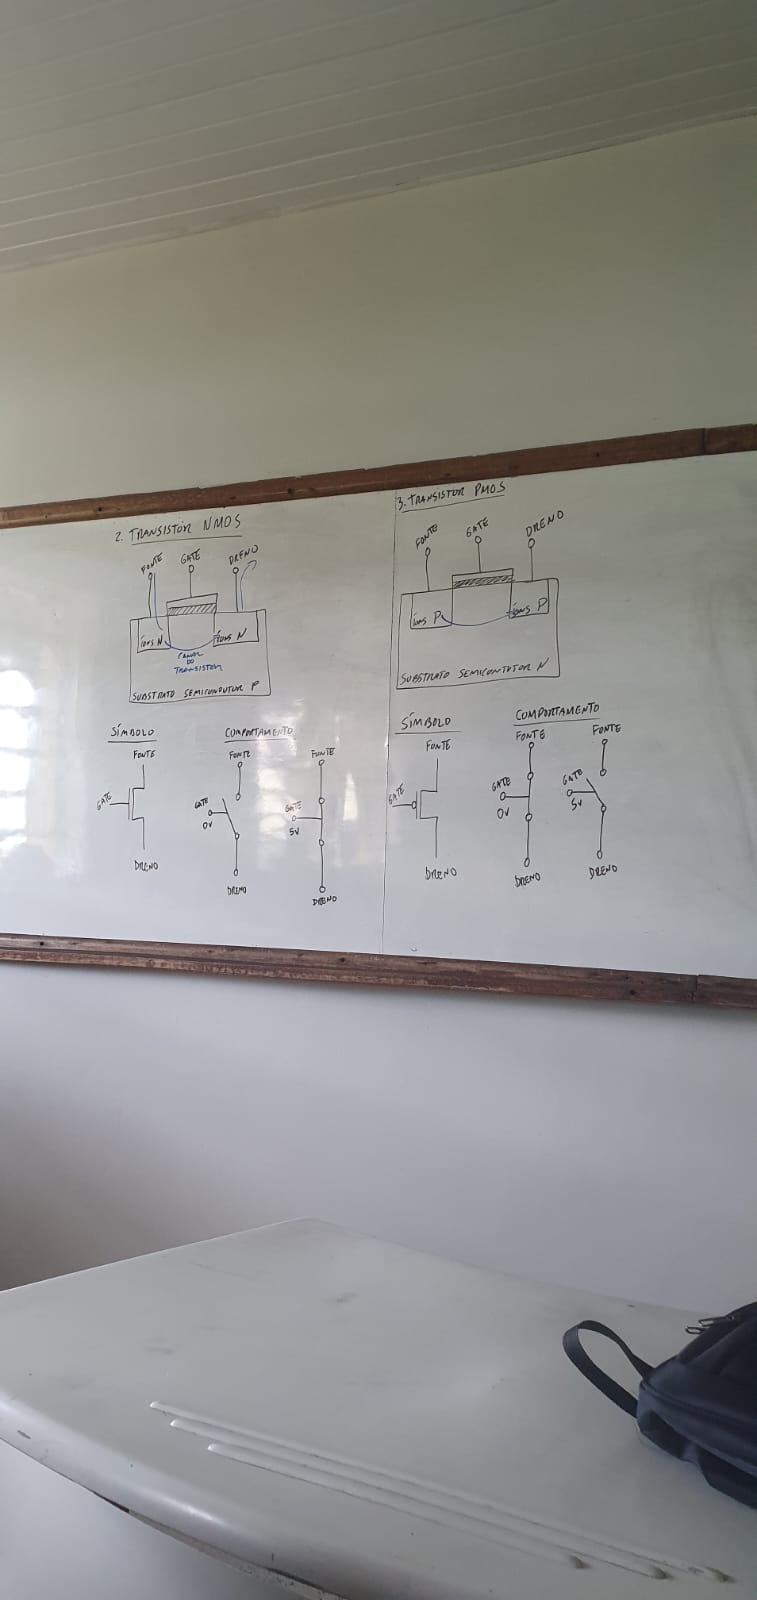 2. TRANSISTOR NMOS
FONTE GATE DRENO
íons N íons N
CANAL
DO
TRANSISTOR
SUBSTRATO SEMICONDUTOR P
SÍMBOLO COMPORTAMENTO
FONTE FONTE FONTE
GATE GATE GATE
0V 5V
DRENO DRENO DRENO
3. TRANSISTOR PMOS
FONTE GATE DRENO
íons P íons P
SUBSTRATO SEMICONTUTOR N
SÍMBOLO COMPORTAMENTO
FONTE FONTE FONTE
GATE GATE GATE
0V 5V
DRENO DRENO DRENO